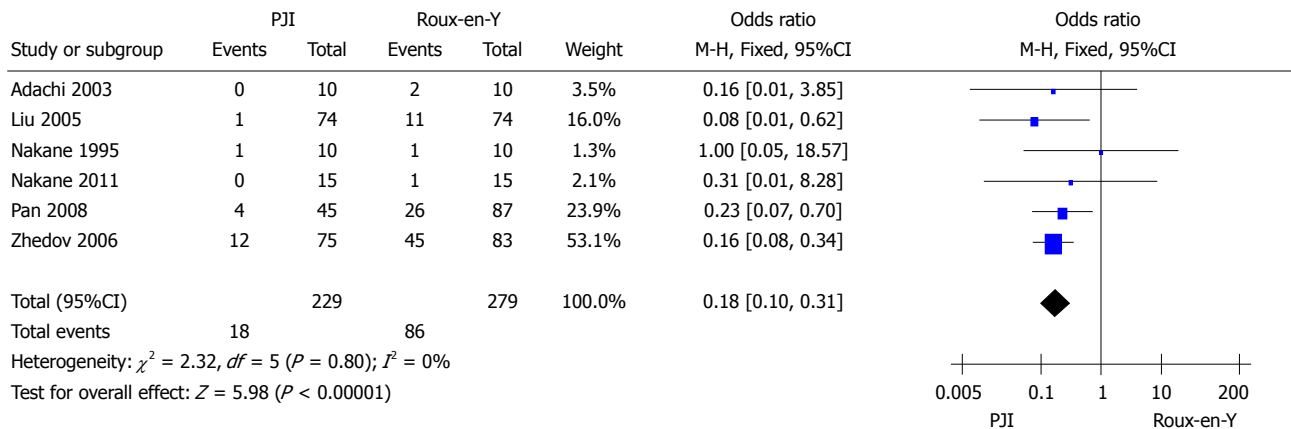 PJI Roux-en-Y Odds ratio Odds ratio
Study or subgroup Events Total Events Total Weight M-H, Fixed, 95%CI M-H, Fixed, 95%CI
Adachi 2003 0 10 2 10 3.5% 0.16 [0.01, 3.85]
Liu 2005 1 74 11 74 16.0% 0.08 [0.01, 0.62]
Nakane 1995 1 10 1 10 1.3% 1.00 [0.05, 18.57]
Nakane 2011 0 15 1 15 2.1% 0.31 [0.01, 8.28]
Pan 2008 4 45 26 87 23.9% 0.23 [0.07, 0.70]
Zhedov 2006 12 75 45 83 53.1% 0.16 [0.08, 0.34]
Total (95%CI) 229 279 100.0% 0.18 [0.10, 0.31]
Total events 18 86
Heterogeneity: χ² = 2.32, df = 5 (P = 0.80); I² = 0%
Test for overall effect: Z = 5.98 (P < 0.00001)
0.005 0.1 1 10 200
PJI Roux-en-Y